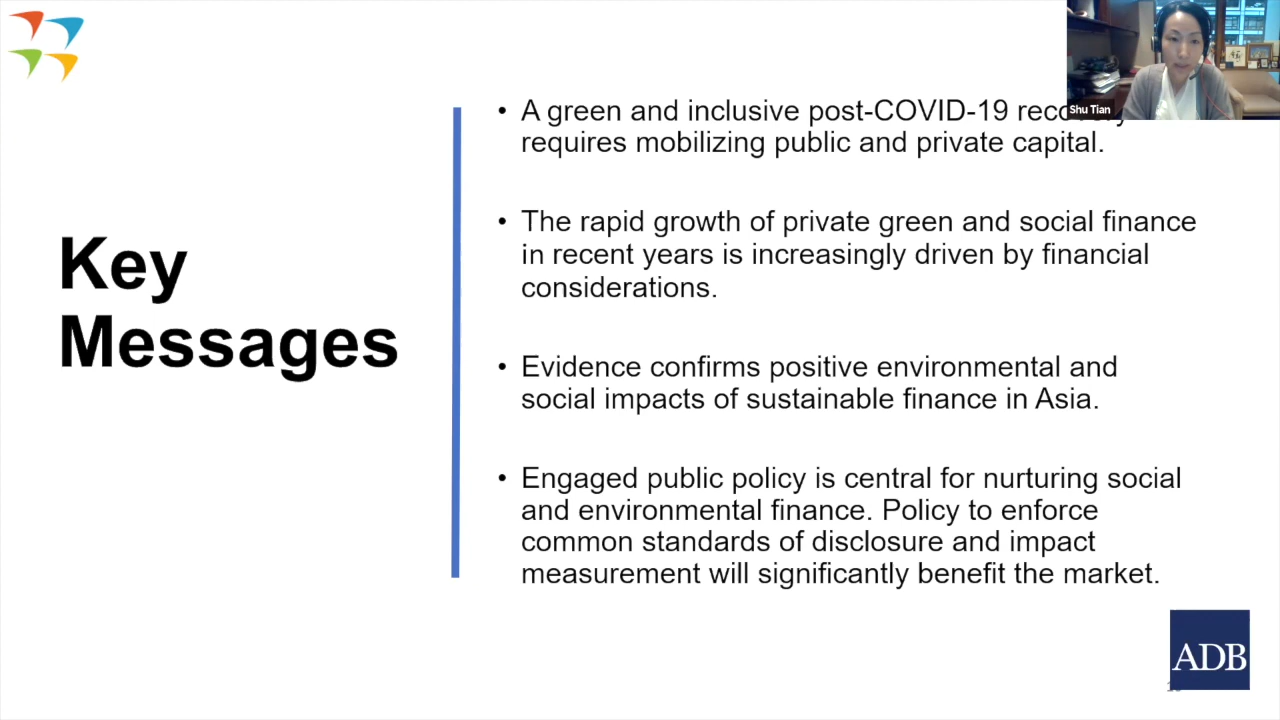 Key
Messages
• A green and inclusive post-COVID-19
requires mobilizing public and private capital.
• The rapid growth of private green and social finance
in recent years is increasingly driven by financial
considerations.
• Evidence confirms positive environmental and
social impacts of sustainable finance in Asia.
• Engaged public policy is central for nurturing social
and environmental finance. Policy to enforce
common standards of disclosure and impact
measurement will significantly benefit the market.
Shu Tian
ADB